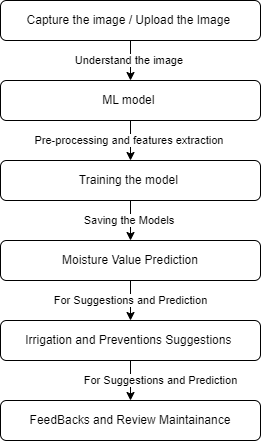 Capture the image / Upload the Image
Understand the image
ML model
Pre-processing and features extraction
Training the model
Saving the Models
Moisture Value Prediction
For Suggestions and Prediction
Irrigation and Preventions Suggestions
For Suggestions and Prediction
FeedBacks and Review Maintainance